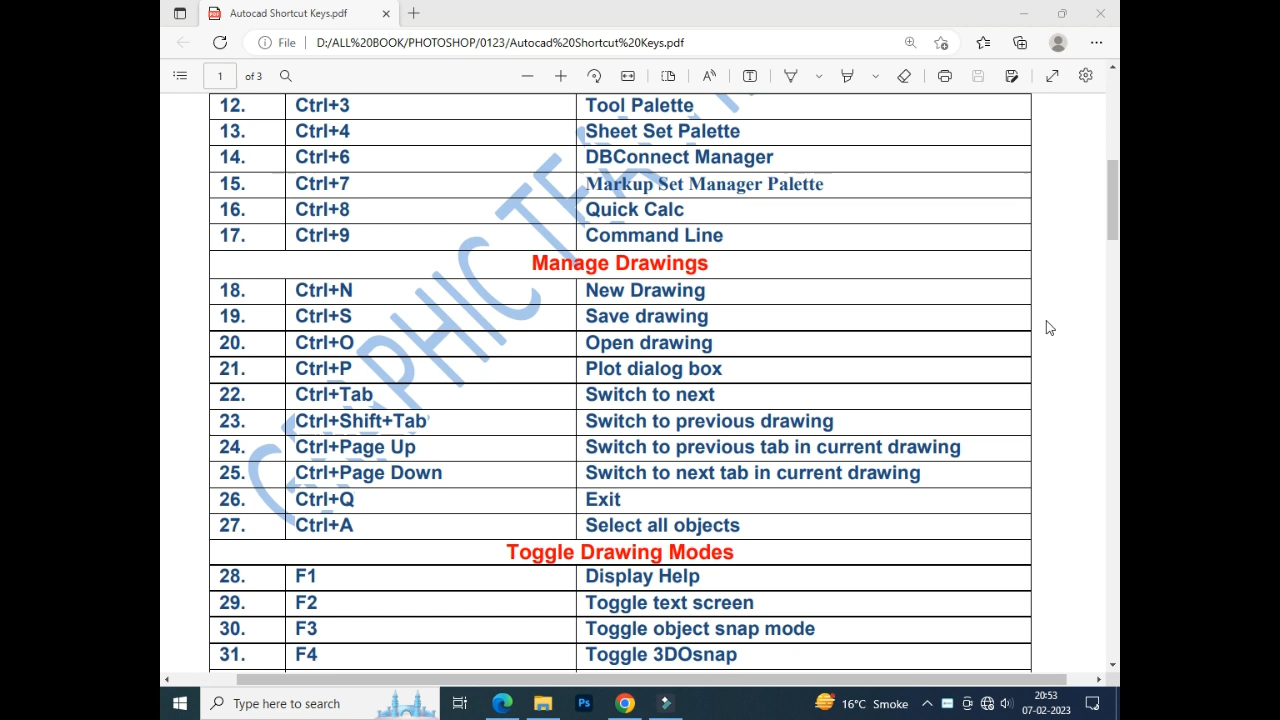 Autocad Shortcut Keys.pdf
File D:/ALL%20BOOK/PHOTOSHOP/0123/Autocad%20Shortcut%20Keys.pdf
1 of 3
12. Ctrl+3 Tool Palette
13. Ctrl+4 Sheet Set Palette
14. Ctrl+6 DBConnect Manager
15. Ctrl+7 Markup Set Manager Palette
16. Ctrl+8 Quick Calc
17. Ctrl+9 Command Line
Manage Drawings
18. Ctrl+N New Drawing
19. Ctrl+S Save drawing
20. Ctrl+O Open drawing
21. Ctrl+P Plot dialog box
22. Ctrl+Tab Switch to next
23. Ctrl+Shift+Tab Switch to previous drawing
24. Ctrl+Page Up Switch to previous tab in current drawing
25. Ctrl+Page Down Switch to next tab in current drawing
26. Ctrl+Q Exit
27. Ctrl+A Select all objects
Toggle Drawing Modes
28. F1 Display Help
29. F2 Toggle text screen
30. F3 Toggle object snap mode
31. F4 Toggle 3DOsnap
Type here to search
Ps
16°C Smoke
20:53
07-02-2023